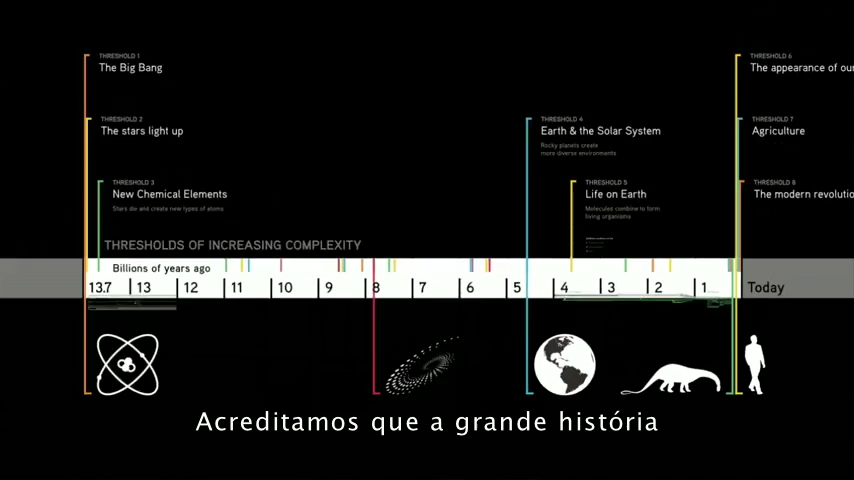 THRESHOLD 1
The Big Bang
THRESHOLD 2
The stars light up
THRESHOLD 3
New Chemical Elements
Stars die and create new types of atoms
THRESHOLD 4
Earth & the Solar System
Rocky planets create
more diverse environments
THRESHOLD 5
Life on Earth
Molecules combine to form
living organisms
THRESHOLD 6
The appearance of our
THRESHOLD 7
Agriculture
THRESHOLD 8
The modern revolutio
THRESHOLDS OF INCREASING COMPLEXITY
Billions of years ago
13.7 13 12 11 10 9 8 7 6 5 4 3 2 1 Today
Acreditamos que a grande história